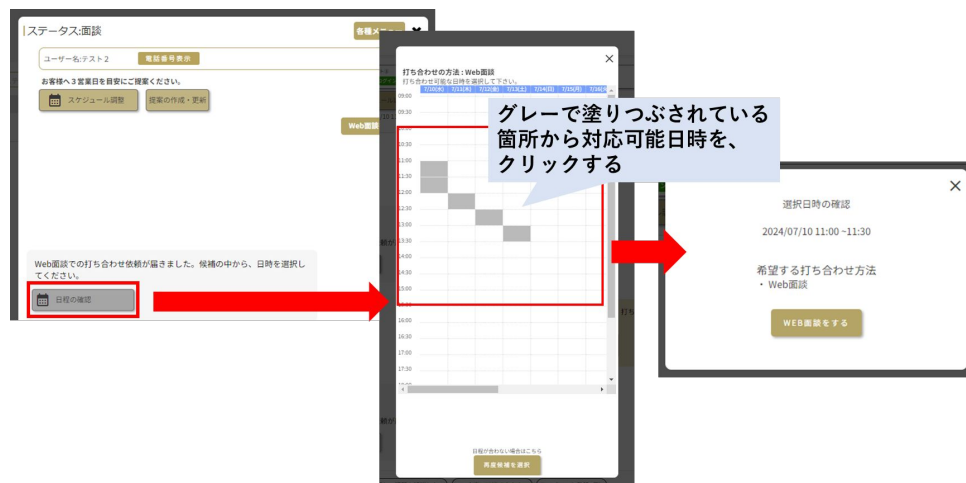 ステータス:面談
ユーザー名:テスト2
電話番号表示
お客様へ3営業日を目安にご提案ください。
スケジュール調整
提案の作成・更新
Web面談
Web面談での打ち合わせ依頼が届きました。候補の中から、日時を選択し
てください。
日程の確認
打ち合わせの方法:Web面談
打ち合わせ可能な日時を選択して下さい。
7/10(水) 7/11(木) 7/12(金) 7/13(土) 7/14(日) 7/15(月) 7/16(火)
09:00
09:30
10:30
11:00
11:30
12:00
12:30
13:00
13:30
14:00
14:30
15:00
16:00
16:30
17:00
17:30
日程が合わない場合はこちら
再度候補を選択
グレーで塗りつぶされている
箇所から対応可能日時を、
クリックする
選択日時の確認
2024/07/10 11:00 ~11:30
希望する打ち合わせ方法
・Web面談
WEB面談をする